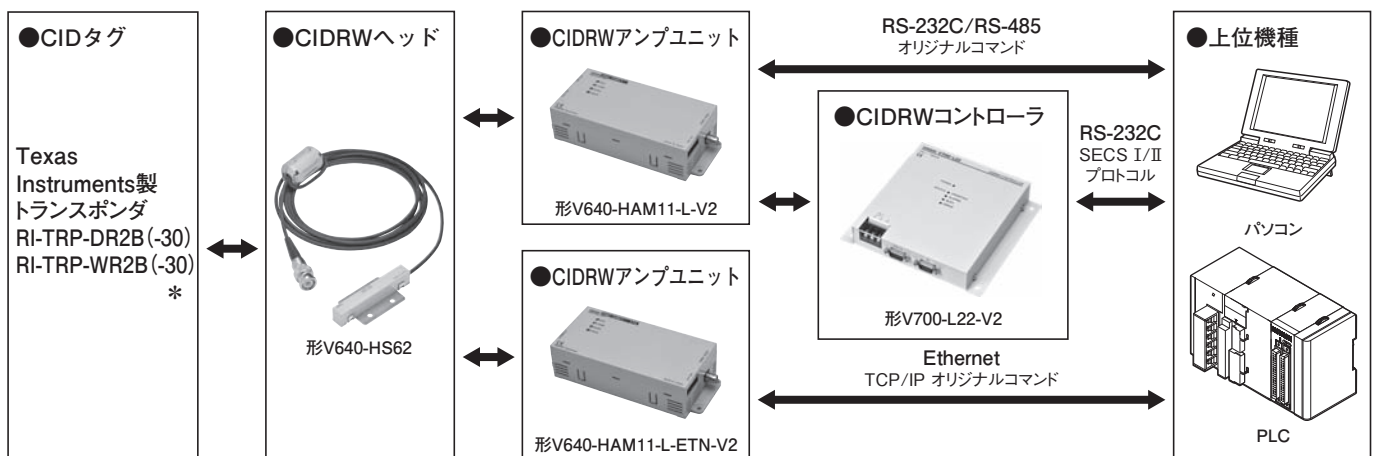 ●CIDタグ
Texas
Instruments製
トランスポンダ
RI-TRP-DR2B(-30)
RI-TRP-WR2B(-30)
＊
●CIDRWヘッド
形V640-HS62
●CIDRWアンプユニット
形V640-HAM11-L-V2
●CIDRWアンプユニット
形V640-HAM11-L-ETN-V2
RS-232C/RS-485
オリジナルコマンド
●CIDRWコントローラ
形V700-L22-V2
RS-232C
SECS I/II
プロトコル
Ethernet
TCP/IP オリジナルコマンド
●上位機種
パソコン
PLC